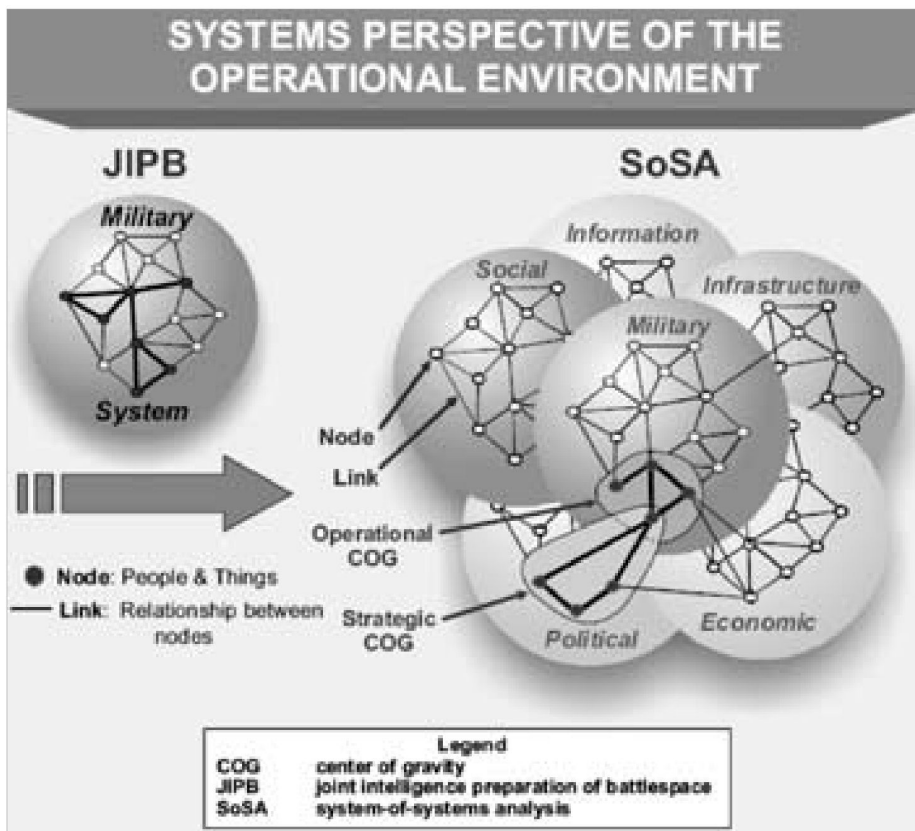 SYSTEMS PERSPECTIVE OF THE
OPERATIONAL ENVIRONMENT
JIPB
SoSA
Military
System
Information
Social
Infrastructure
Military
Node
Link
Operational
COG
Strategic
COG
Political
Economic
Node: People & Things
Link: Relationship between
nodes
Legend
COG center of gravity
JIPB joint intelligence preparation of battlespace
SoSA system-of-systems analysis